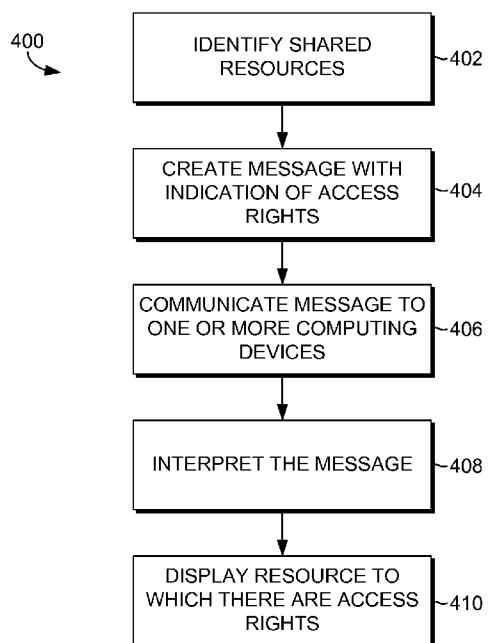 400
IDENTIFY SHARED
RESOURCES
402
CREATE MESSAGE WITH
INDICATION OF ACCESS
RIGHTS
404
COMMUNICATE MESSAGE TO
ONE OR MORE COMPUTING
DEVICES
406
INTERPRET THE MESSAGE
408
DISPLAY RESOURCE TO
WHICH THERE ARE ACCESS
RIGHTS
410